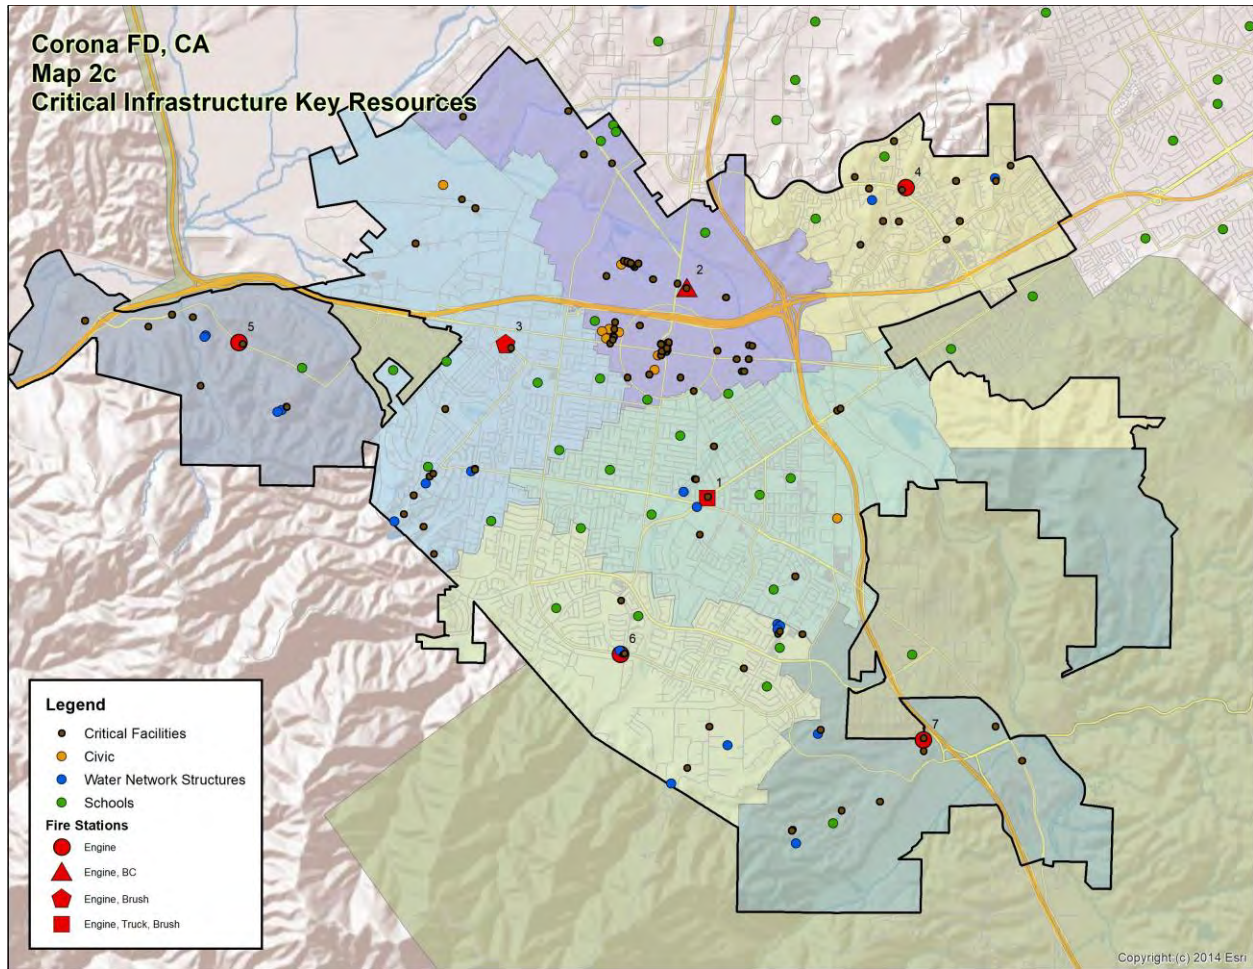 Corona FD, CA
Map 2c
Critical Infrastructure Key Resources
4
2
3
5
1
6
7
Legend
Critical Facilities
Civic
Water Network Structures
Schools
Fire Stations
Engine
Engine, BC
Engine, Brush
Engine, Truck, Brush
Copyright (c) 2014 Esri